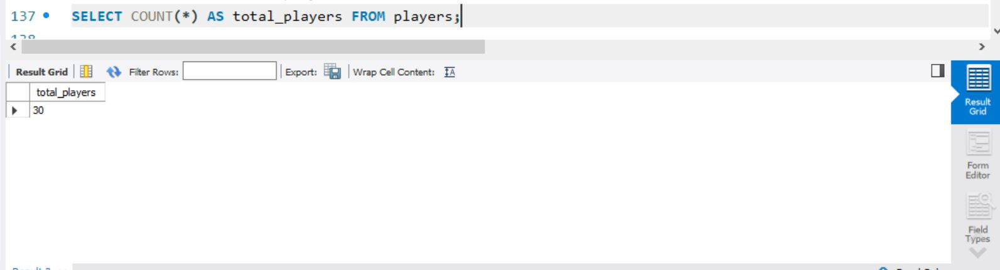 137 SELECT COUNT(*) AS total_players FROM players;
138
Result Grid Filter Rows: Export: Wrap Cell Content:
total_players
30
Result
Grid
Form
Editor
Field
Types